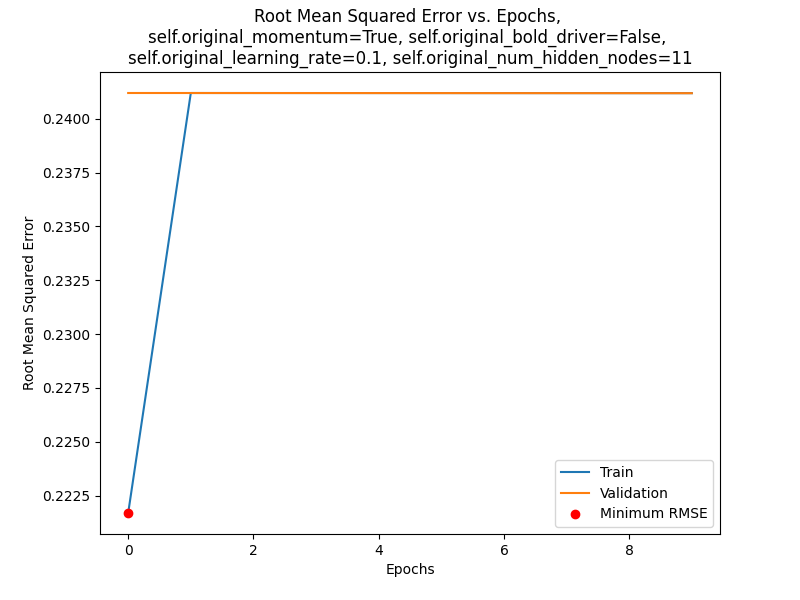 Root Mean Squared Error vs. Epochs,
self.original_momentum=True, self.original_bold_driver=False,
self.original_learning_rate=0.1, self.original_num_hidden_nodes=11
0.2400
0.2375
0.2350
0.2325
0.2300
0.2275
0.2250
0.2225
Root Mean Squared Error
Train
Validation
Minimum RMSE
0 2 4 6 8
Epochs